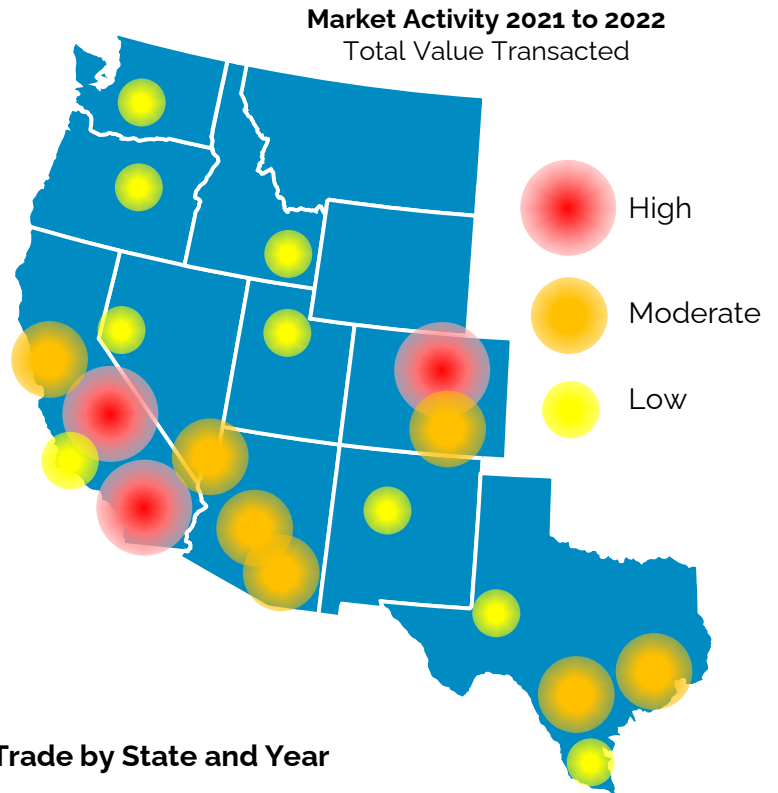 Market Activity 2021 to 2022
Total Value Transacted
High
Moderate
Low
Trade by State and Year